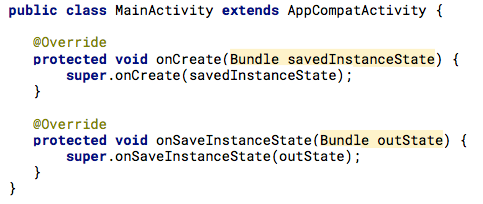 public class MainActivity extends AppCompatActivity {
@Override
protected void onCreate(Bundle savedInstanceState) {
super.onCreate(savedInstanceState);
}
@Override
protected void onSaveInstanceState(Bundle outState) {
super.onSaveInstanceState(outState);
}
}